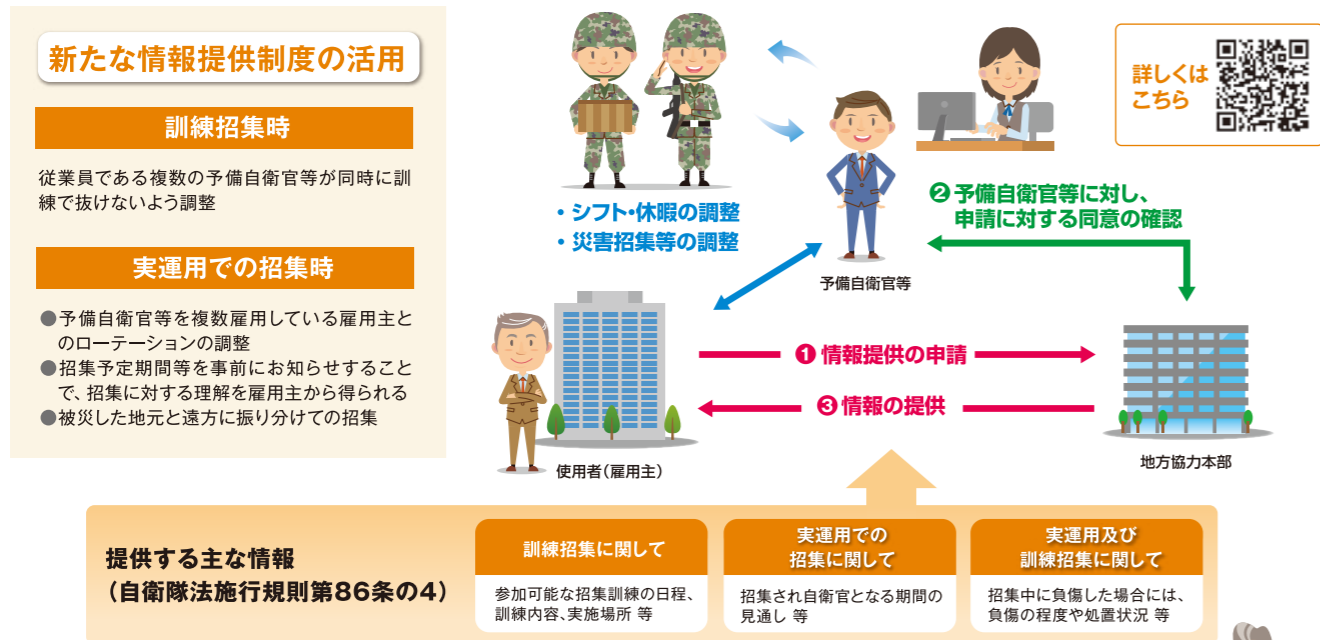 新たな情報提供制度の活用
訓練招集時
従業員である複数の予備自衛官等が同時に訓
練で抜けないよう調整
実運用での招集時
●予備自衛官等を複数雇用している雇用主と
のローテーションの調整
●招集予定期間等を事前にお知らせすること
で、招集に対する理解を雇用主から得られる
●被災した地元と遠方に振り分けての招集
詳しくは
こちら
・シフト・休暇の調整
・災害招集等の調整
予備自衛官等
❷予備自衛官等に対し、
申請に対する同意の確認
❶情報提供の申請
❸情報の提供
使用者(雇用主)
地方協力本部
提供する主な情報
(自衛隊法施行規則第86条の4)
訓練招集に関して
参加可能な招集訓練の日程、
訓練内容、実施場所 等
実運用での
招集に関して
招集され自衛官となる期間の
見通し 等
実運用及び
訓練招集に関して
招集中に負傷した場合には、
負傷の程度や処置状況 等